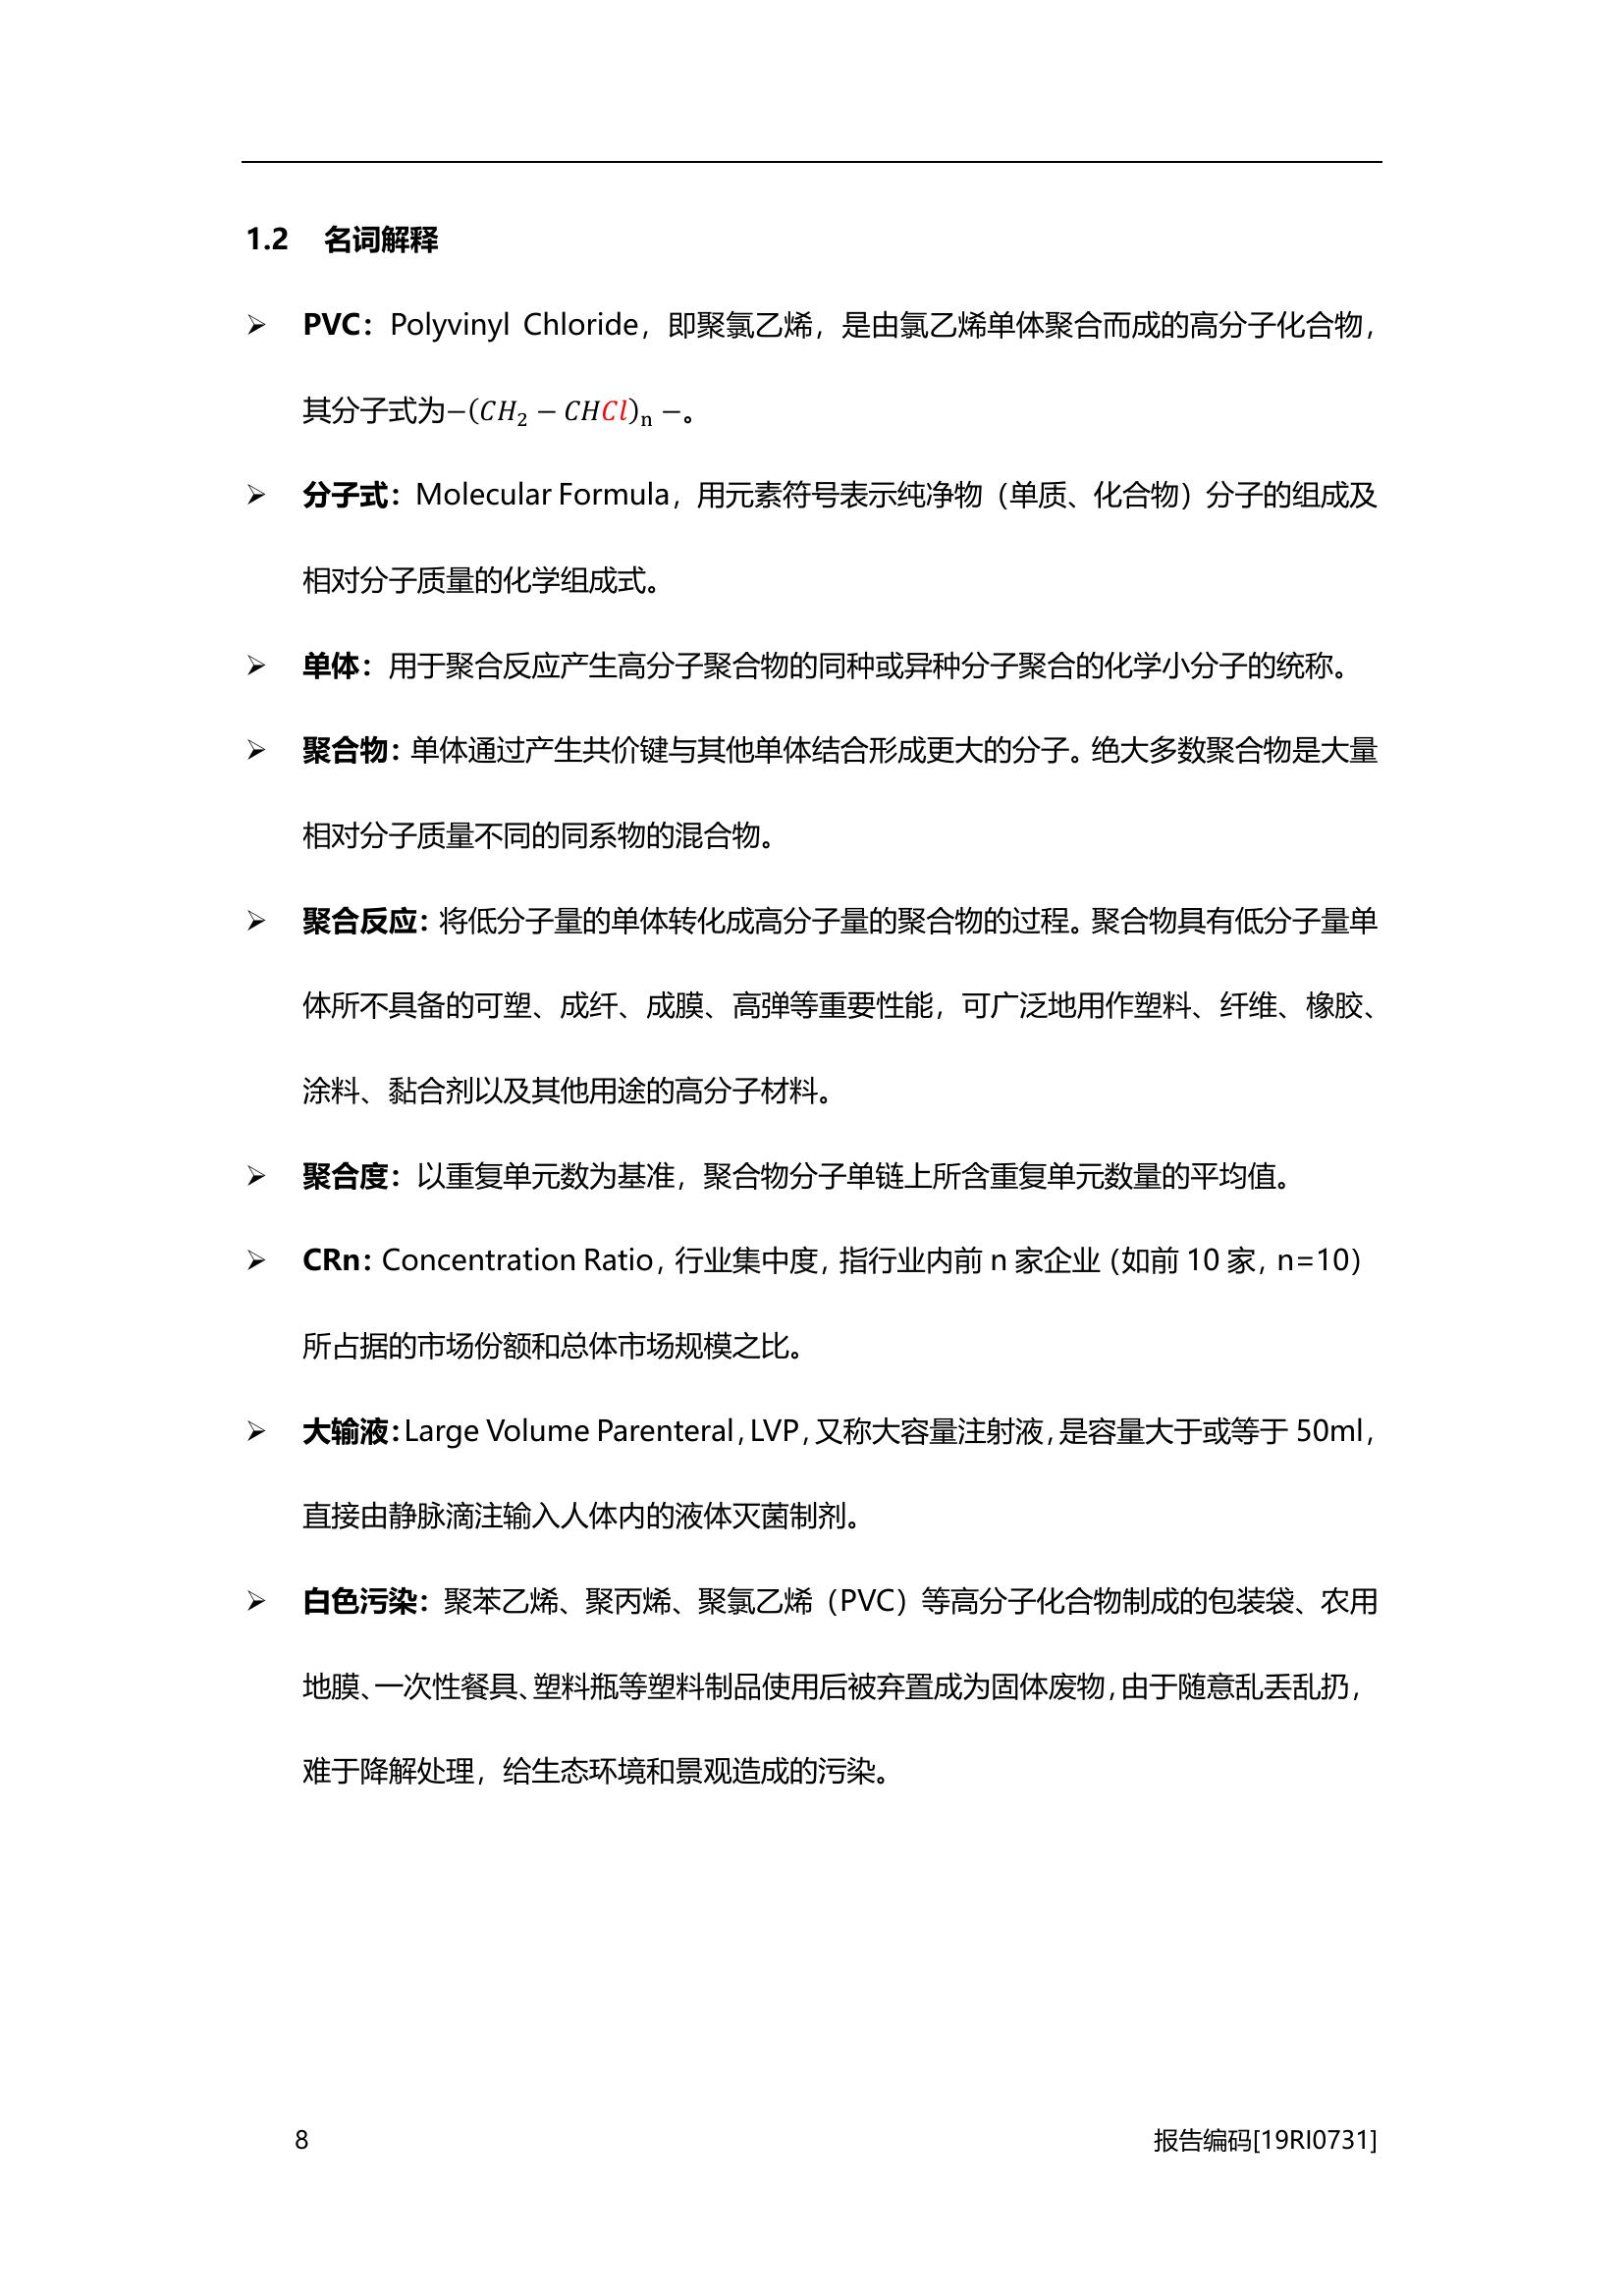 1.2 名词解释
➢ PVC：Polyvinyl Chloride，即聚氯乙烯，是由氯乙烯单体聚合而成的高分子化合物，
其分子式为−(CH₂ − CHCl)ₙ −。
➢ 分子式：Molecular Formula，用元素符号表示纯净物（单质、化合物）分子的组成及
相对分子质量的化学组成式。
➢ 单体：用于聚合反应产生高分子聚合物的同种或异种分子聚合的化学小分子的统称。
➢ 聚合物：单体通过产生共价键与其他单体结合形成更大的分子。绝大多数聚合物是大量
相对分子质量不同的同系物的混合物。
➢ 聚合反应：将低分子量的单体转化成高分子量的聚合物的过程。聚合物具有低分子量单
体所不具备的可塑、成纤、成膜、高弹等重要性能，可广泛地用作塑料、纤维、橡胶、
涂料、黏合剂以及其他用途的高分子材料。
➢ 聚合度：以重复单元数为基准，聚合物分子单链上所含重复单元数量的平均值。
➢ CRn：Concentration Ratio，行业集中度，指行业内前 n 家企业（如前 10 家，n=10）
所占据的市场份额和总体市场规模之比。
➢ 大输液：Large Volume Parenteral，LVP，又称大容量注射液，是容量大于或等于 50ml，
直接由静脉滴注输入人体内的液体灭菌制剂。
➢ 白色污染：聚苯乙烯、聚丙烯、聚氯乙烯（PVC）等高分子化合物制成的包装袋、农用
地膜、一次性餐具、塑料瓶等塑料制品使用后被弃置成为固体废物，由于随意乱丢乱扔，
难于降解处理，给生态环境和景观造成的污染。
8 报告编码[19RI0731]